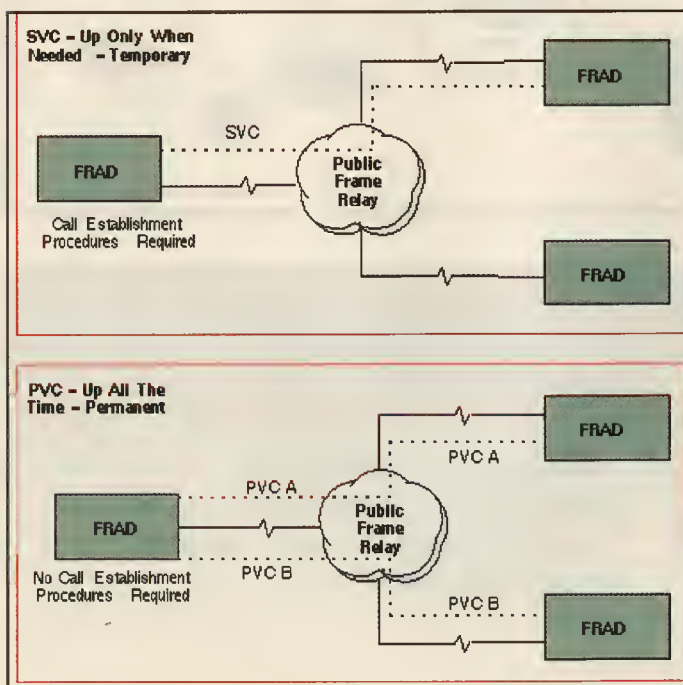 SVC – Up Only When
Needed – Temporary
FRAD
SVC
FRAD
Public
Frame
Relay
Call Establishment
Procedures Required
FRAD
PVC – Up All The
Time – Permanent
FRAD
PVC A
PVC A
Public
Frame
Relay
FRAD
PVC B
No Call Establishment
Procedures Required
PVC B
FRAD